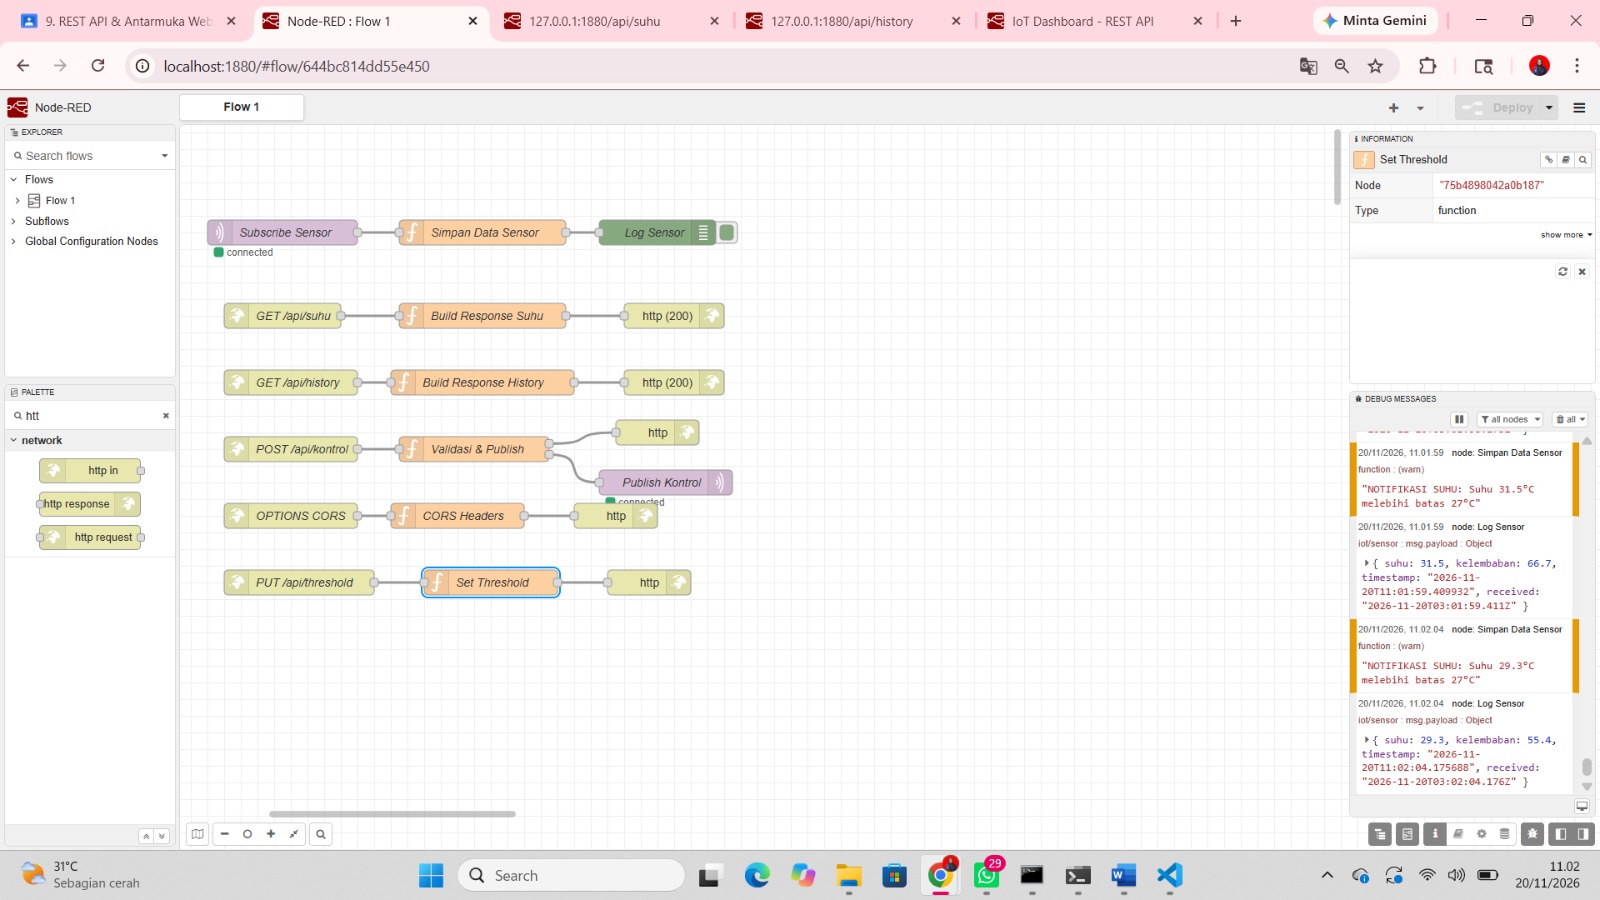 9. REST API & Antarmuka Web
Node-RED : Flow 1
127.0.0.1:1880/api/suhu
127.0.0.1:1880/api/history
IoT Dashboard - REST API
Minta Gemini
localhost:1880/#flow/644bc814dd55e450
Node-RED
Flow 1
Deploy
EXPLORER
Search flows
Flows
Flow 1
Subflows
Global Configuration Nodes
PALETTE
htt
network
http in
http response
http request
Subscribe Sensor
Simpan Data Sensor
Log Sensor
connected
GET /api/suhu
Build Response Suhu
http (200)
GET /api/history
Build Response History
http (200)
POST /api/kontrol
Validasi & Publish
http
Publish Kontrol
connected
OPTIONS CORS
CORS Headers
http
PUT /api/threshold
Set Threshold
http
INFORMATION
Set Threshold
Node
"75b4898042a0b187"
Type
function
show more
DEBUG MESSAGES
all nodes
all
20/11/2026, 11.01.59 node: Simpan Data Sensor
function : (warn)
"NOTIFIKASI SUHU: Suhu 31.5°C
melebihi batas 27°C"
20/11/2026, 11.01.59 node: Log Sensor
iot/sensor : msg.payload : Object
{ suhu: 31.5, kelembaban: 66.7,
timestamp: "2026-11-
20T11:01:59.409932", received:
"2026-11-20T03:01:59.411Z" }
20/11/2026, 11.02.04 node: Simpan Data Sensor
function : (warn)
"NOTIFIKASI SUHU: Suhu 29.3°C
melebihi batas 27°C"
20/11/2026, 11.02.04 node: Log Sensor
iot/sensor : msg.payload : Object
{ suhu: 29.3, kelembaban: 55.4,
timestamp: "2026-11-
20T11:02:04.175688", received:
"2026-11-20T03:02:04.176Z" }
31°C
Sebagian cerah
Search
29
11.02
20/11/2026